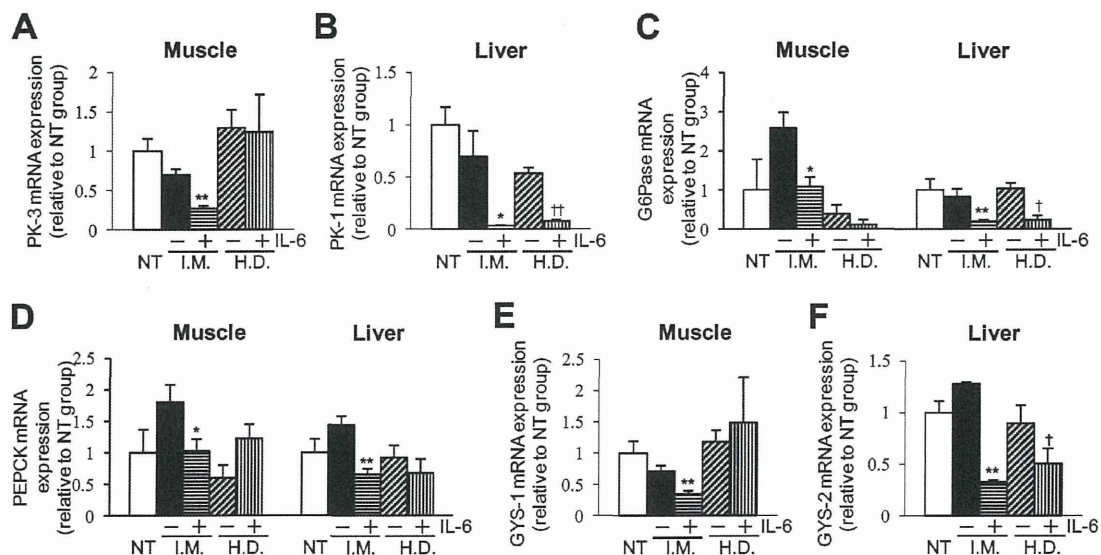 A
Muscle
PK-3 mRNA expression
(relative to NT group)
2
1.5
1
0.5
0
**
− + − + IL-6
NT I.M. H.D.
B
Liver
PK-1 mRNA expression
(relative to NT group)
1.5
1
0.5
0
*
††
− + − + IL-6
NT I.M. H.D.
C
Muscle
Liver
G6Pase mRNA
expression
(relative to NT group)
4
3
2
1
0
*
**
†
− + − + − + − + IL-6
NT I.M. H.D. NT I.M. H.D.
D
Muscle
Liver
PEPCK mRNA
expression
(relative to NT group)
2.5
2
1.5
1
0.5
0
*
**
− + − + − + − +
NT I.M. H.D. NT I.M. H.D.
E
Muscle
GYS-1 mRNA expression
(relative to NT group)
2.5
2
1.5
1
0.5
0
**
− + − +
NT I.M. H.D.
F
Liver
GYS-2 mRNA expression
(relative to NT group)
1.5
1
0.5
0
**
†
− + − + IL-6
NT I.M. H.D.